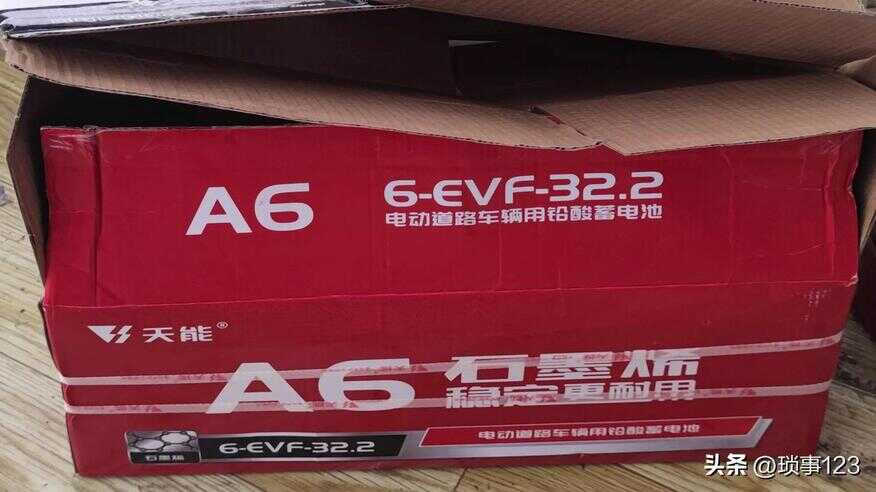 A6
6-EVF-32.2
电动道路车辆用铅酸蓄电池
天能®
A6
石墨烯
稳定更耐用
石墨烯
6-EVF-32.2
电动道路车辆用铅酸蓄电池
头条 @琐事123